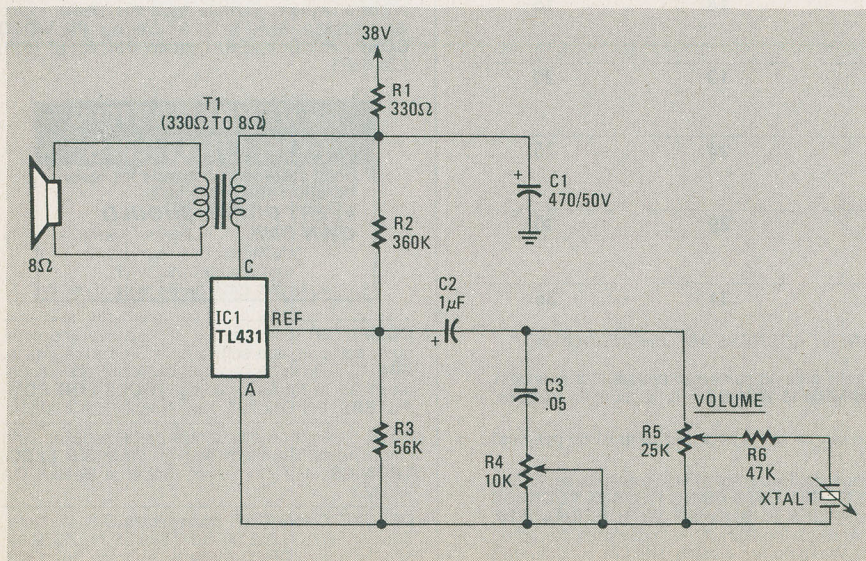 38V
R1
330Ω
T1
(330Ω TO 8Ω)
+
C1
470/50V
R2
360K
8Ω
C
C2
1μF
IC1
TL431
REF
+
A
C3
.05
VOLUME
R3
56K
R4
10K
R5
25K
R6
47K
XTAL1